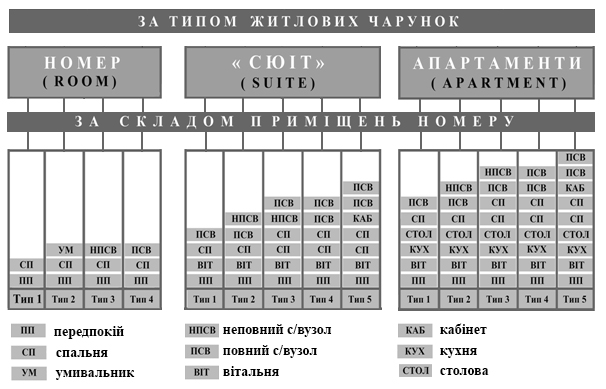 ЗА ТИПОМ ЖИТЛОВИХ ЧАРУНОК
НОМЕР
(ROOM)
« СЮІТ »
(SUITE)
АПАРТАМЕНТИ
(APARTMENT)
ЗА СКЛАДОМ ПРИМІЩЕНЬ НОМЕРУ
ПСВ
НПСВ ПСВ ПСВ
ПСВ НПСВ ПСВ ПСВ КАБ
ПСВ ПСВ ПСВ ПСВ ПСВ СП СП СП
НПСВ НПСВ ПСВ КАБ СП СП СП СП СП
ПСВ ПСВ СП СП СП СТОЛ СТОЛ СТОЛ СТОЛ СТОЛ
УМ НПСВ ПСВ СП СП СП СП СП КУХ КУХ КУХ КУХ КУХ
СП СП СП СП ВІТ ВІТ ВІТ ВІТ ВІТ ВІТ ВІТ ВІТ ВІТ ВІТ
ПП ПП ПП ПП ПП ПП ПП ПП ПП ПП ПП ПП ПП ПП
Тип 1 Тип 2 Тип 3 Тип 4 Тип 1 Тип 2 Тип 3 Тип 4 Тип 5 Тип 1 Тип 2 Тип 3 Тип 4 Тип 5
ПП передпокій
СП спальня
УМ умивальник
НПСВ неповний с/вузол
ПСВ повний с/вузол
ВІТ вітальня
КАБ кабінет
КУХ кухня
СТОЛ столова